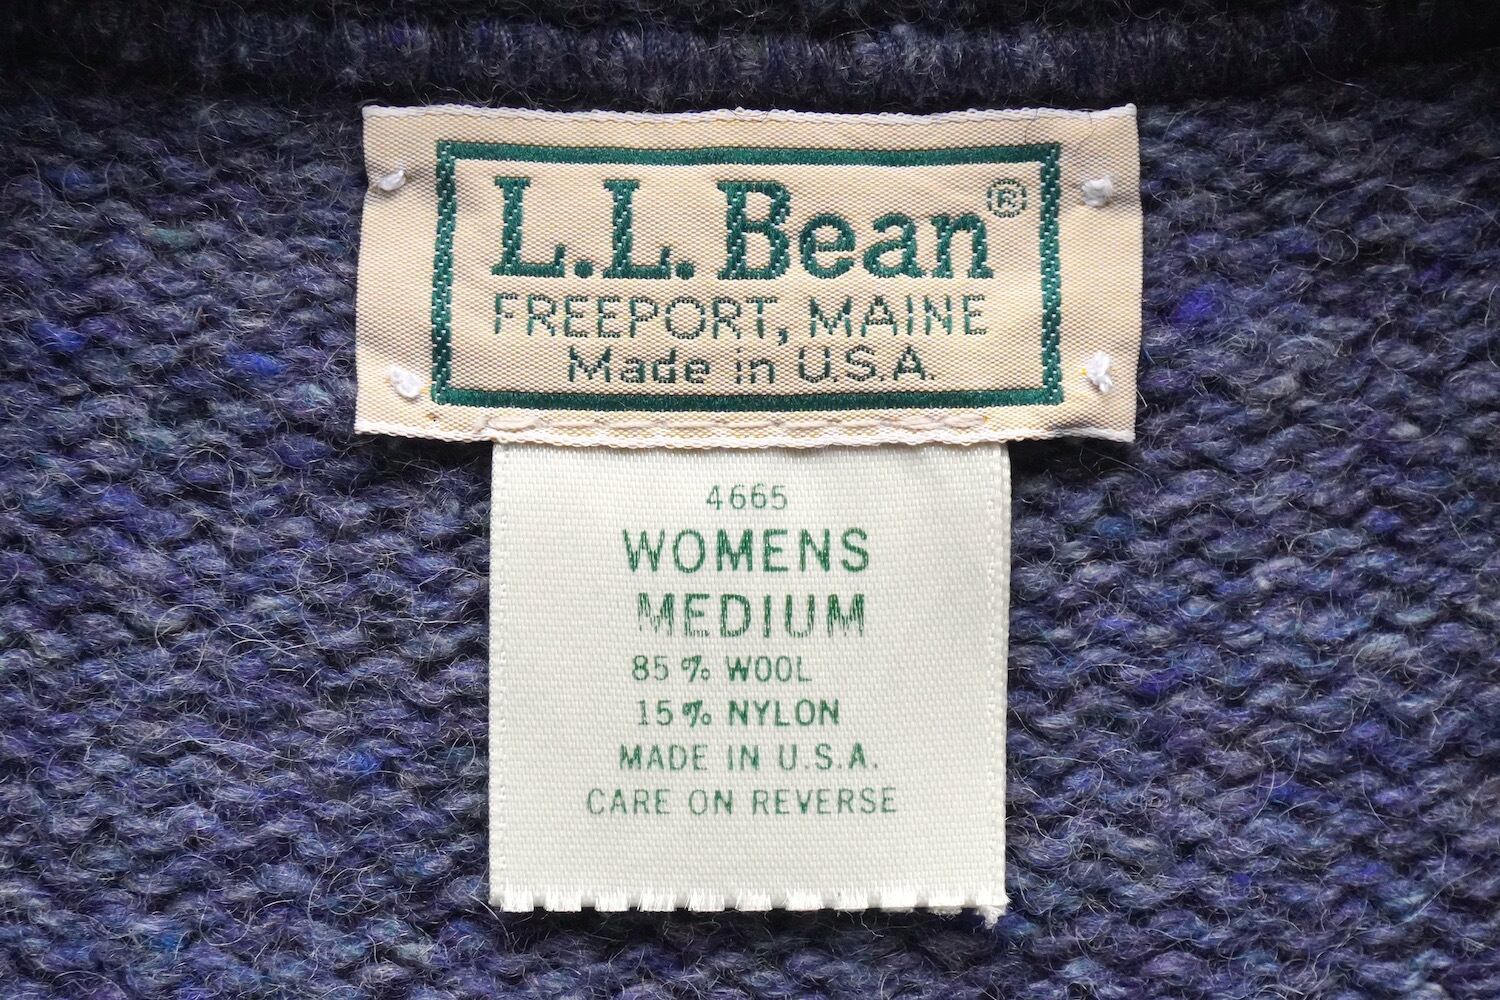 L.L.Bean®
FREEPORT, MAINE
Made in U.S.A.
4665
WOMENS
MEDIUM
85% WOOL
15% NYLON
MADE IN U.S.A.
CARE ON REVERSE